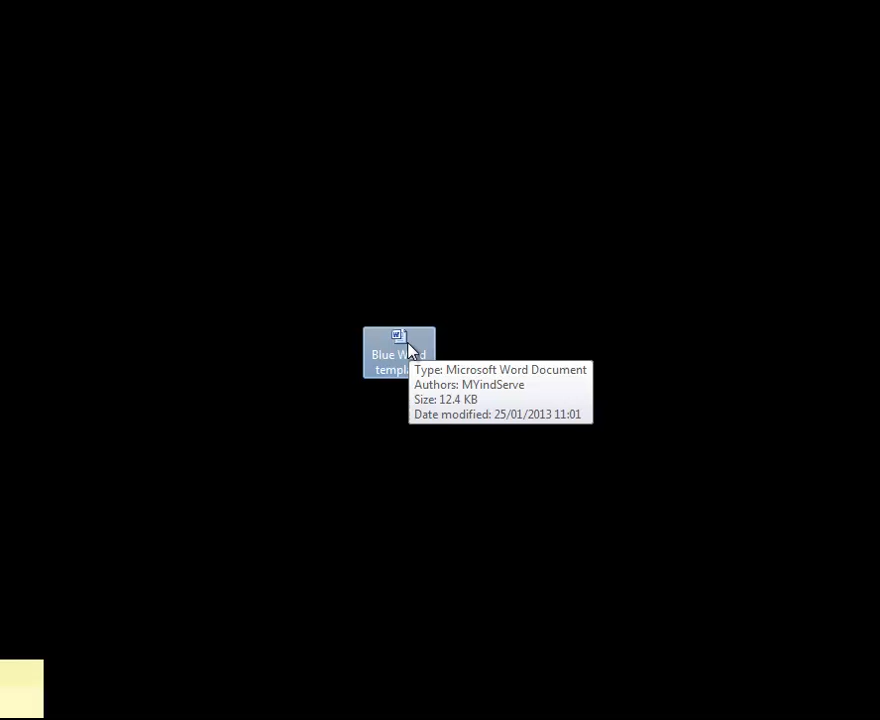 Blue W d
templ
Type: Microsoft Word Document
Authors: MYindServe
Size: 12.4 KB
Date modified: 25/01/2013 11:01